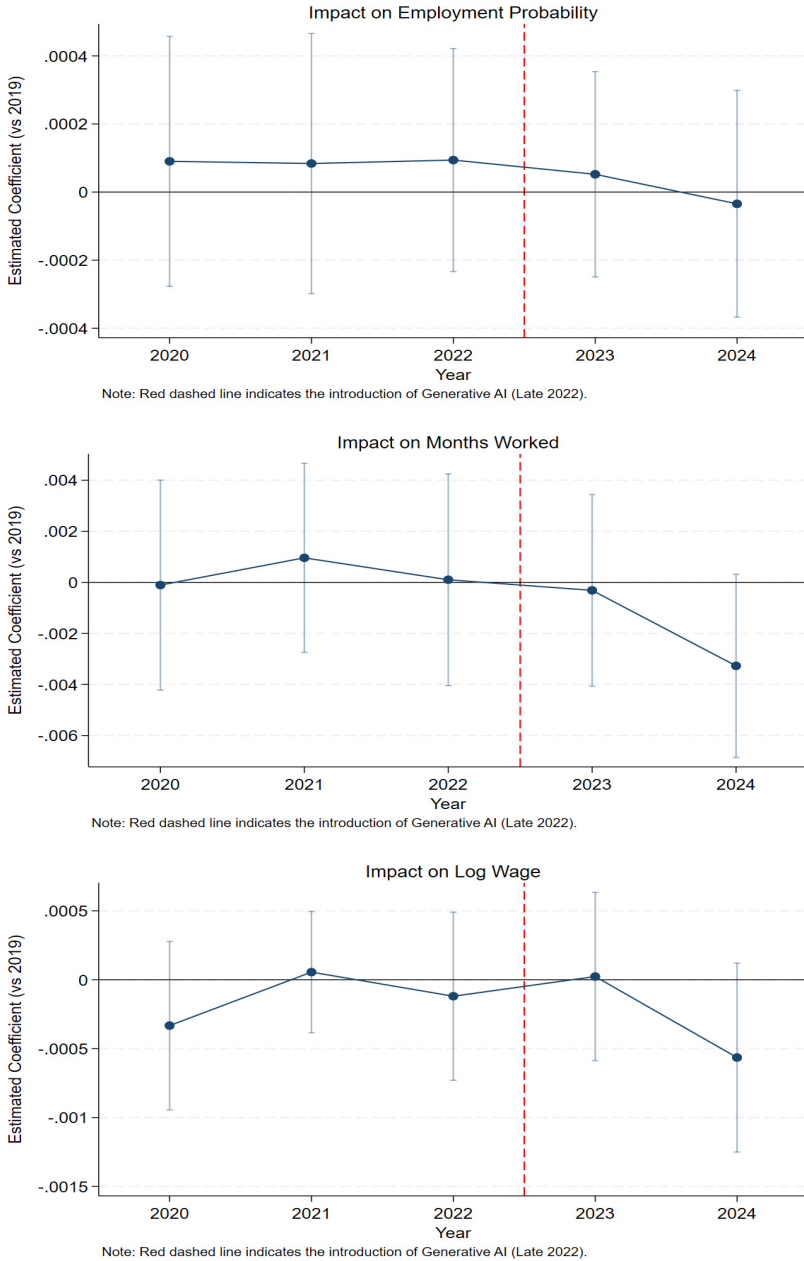 Impact on Employment Probability
Estimated Coefficient (vs 2019)
.0004
.0002
0
-.0002
-.0004
2020 2021 2022 2023 2024
Year
Note: Red dashed line indicates the introduction of Generative AI (Late 2022).
Impact on Months Worked
Estimated Coefficient (vs 2019)
.004
.002
0
-.002
-.004
-.006
2020 2021 2022 2023 2024
Year
Note: Red dashed line indicates the introduction of Generative AI (Late 2022).
Impact on Log Wage
Estimated Coefficient (vs 2019)
.0005
0
-.0005
-.001
-.0015
2020 2021 2022 2023 2024
Year
Note: Red dashed line indicates the introduction of Generative AI (Late 2022).